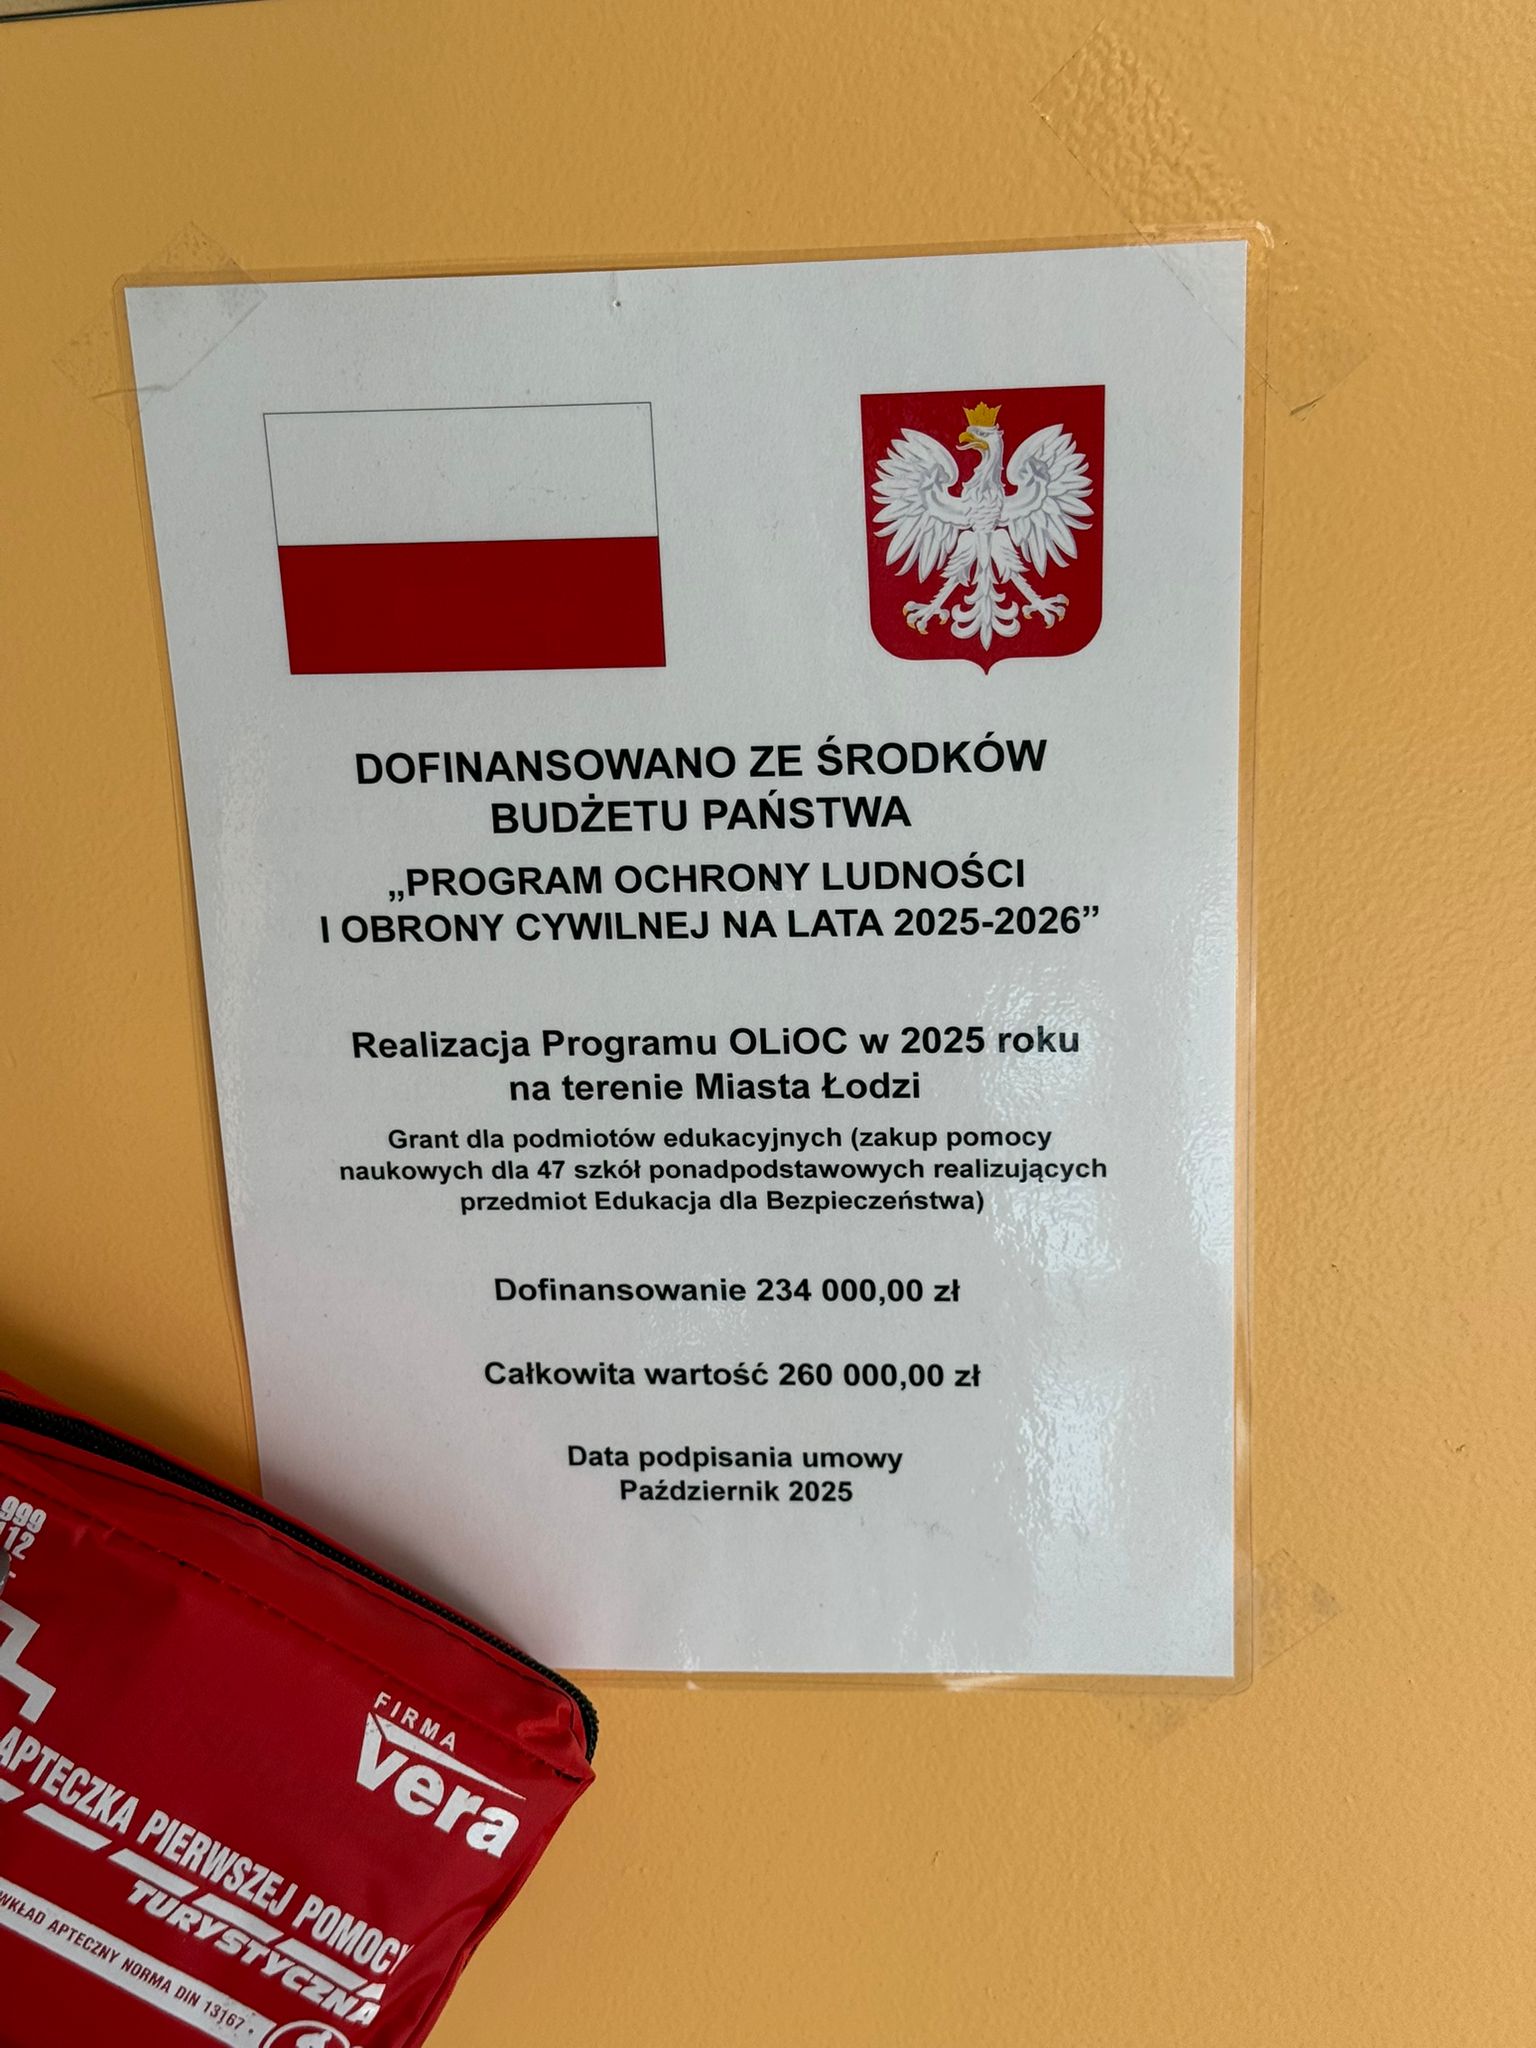 DOFINANSOWANO ZE ŚRODKÓW
BUDŻETU PAŃSTWA
„PROGRAM OCHRONY LUDNOŚCI
I OBRONY CYWILNEJ NA LATA 2025-2026”
Realizacja Programu OLiOC w 2025 roku
na terenie Miasta Łodzi
Grant dla podmiotów edukacyjnych (zakup pomocy
naukowych dla 47 szkół ponadpodstawowych realizujących
przedmiot Edukacja dla Bezpieczeństwa)
Dofinansowanie 234 000,00 zł
Całkowita wartość 260 000,00 zł
Data podpisania umowy
Październik 2025
999
112
FIRMA
vera
APTECZKA PIERWSZEJ POMOCY
TURYSTYCZNA
WKŁAD APTECZNY NORMA DIN 13167